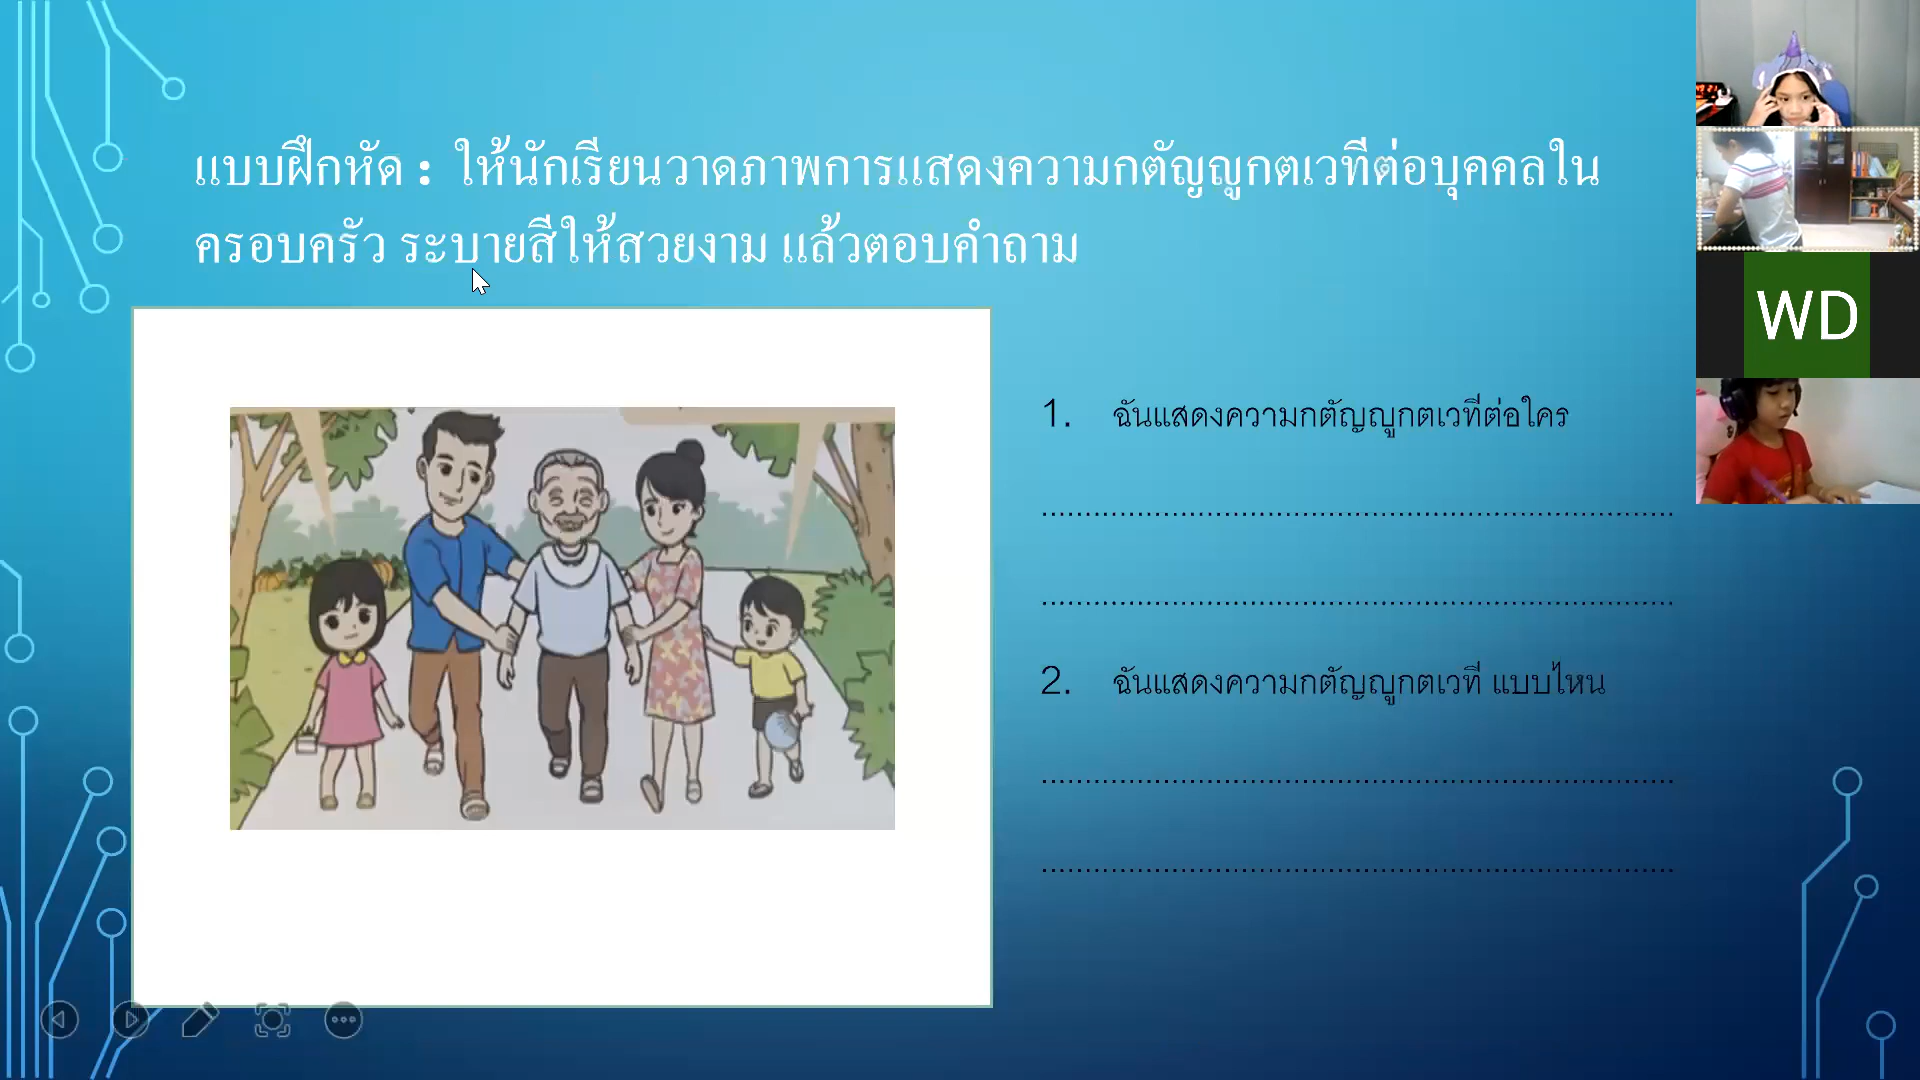 แบบฝึกหัด : ให้นักเรียนวาดภาพการแสดงความกตัญญูกตเวทีต่อบุคคลใน
ครอบครัว ระบายสีให้สวยงาม แล้วตอบคำถาม
1. ฉันแสดงความกตัญญูกตเวทีต่อใคร
2. ฉันแสดงความกตัญญูกตเวที แบบไหน
WD